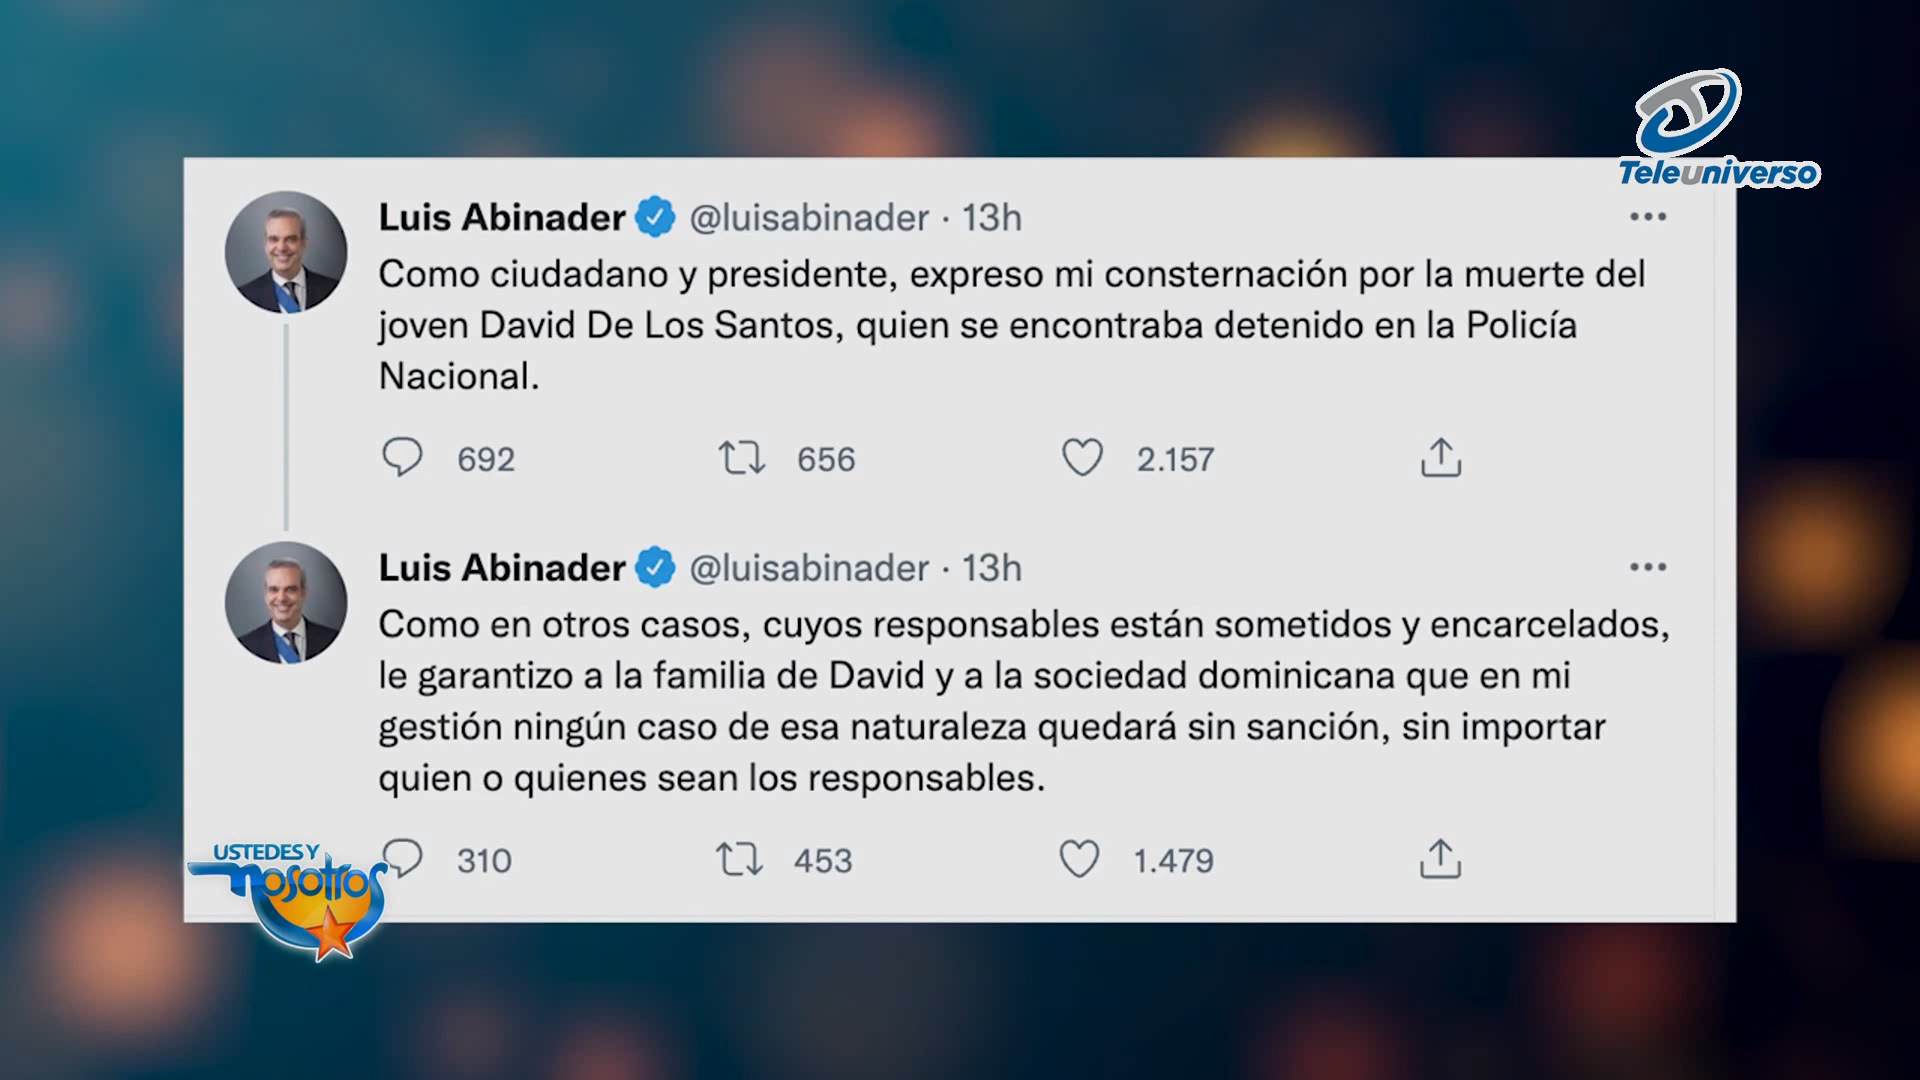 Teleuniverso
Luis Abinader @luisabinader · 13h
Como ciudadano y presidente, expreso mi consternación por la muerte del
joven David De Los Santos, quien se encontraba detenido en la Policía
Nacional.
692 656 2.157
Luis Abinader @luisabinader · 13h
Como en otros casos, cuyos responsables están sometidos y encarcelados,
le garantizo a la familia de David y a la sociedad dominicana que en mi
gestión ningún caso de esa naturaleza quedará sin sanción, sin importar
quien o quienes sean los responsables.
310 453 1.479
USTEDES Y
nosotros